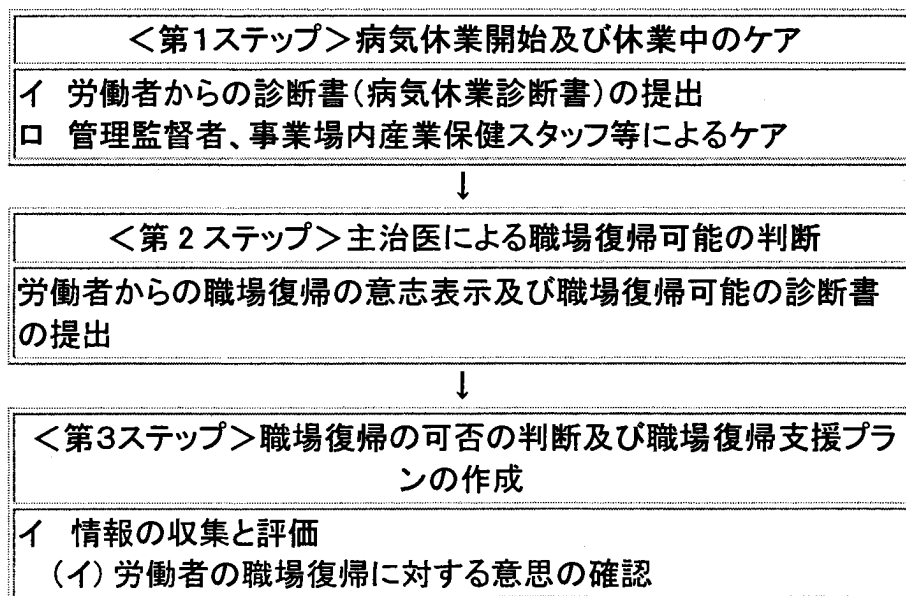 <第1ステップ>病気休業開始及び休業中のケア
イ 労働者からの診断書(病気休業診断書)の提出
ロ 管理監督者、事業場内産業保健スタッフ等によるケア
↓
<第2ステップ>主治医による職場復帰可能の判断
労働者からの職場復帰の意志表示及び職場復帰可能の診断書
の提出
↓
<第3ステップ>職場復帰の可否の判断及び職場復帰支援プラ
ンの作成
イ 情報の収集と評価
(イ) 労働者の職場復帰に対する意思の確認